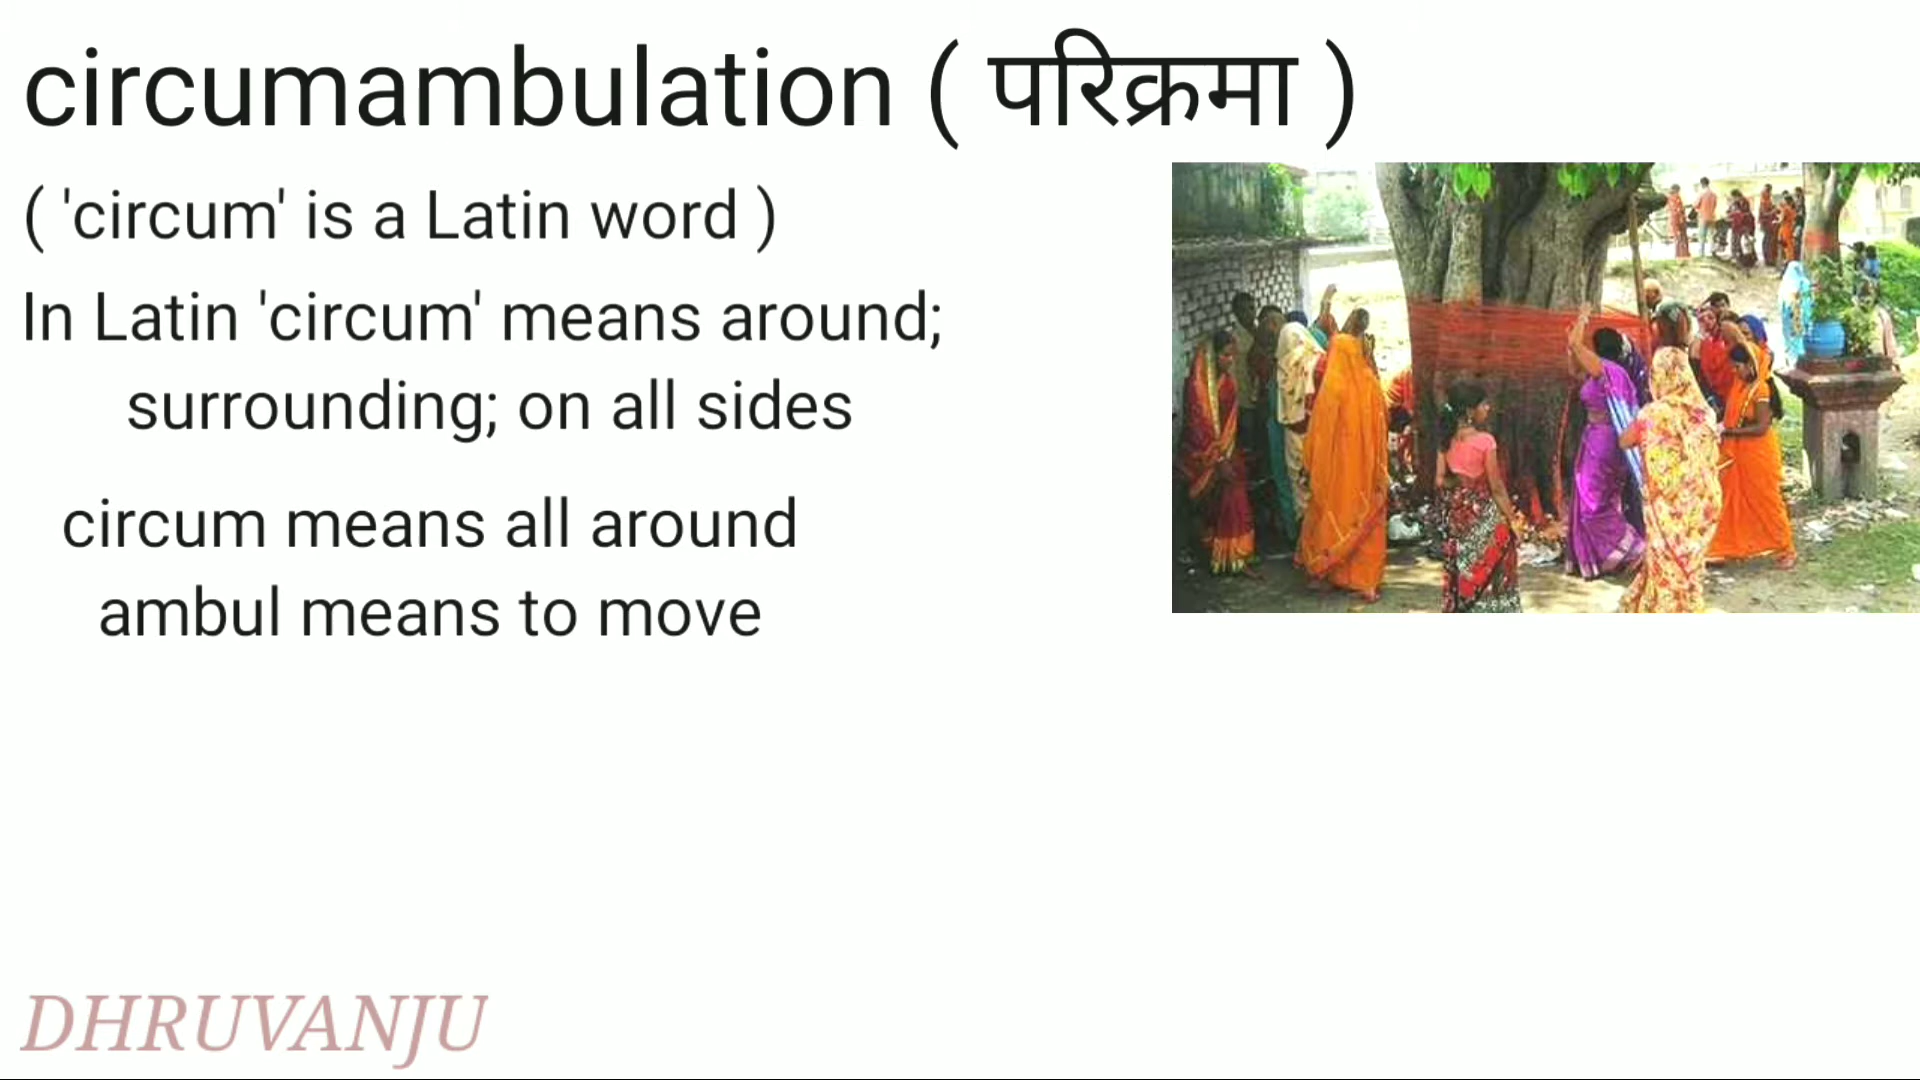 circumambulation ( परिक्रमा )
( 'circum' is a Latin word )
In Latin 'circum' means around;
surrounding; on all sides
circum means all around
ambul means to move
DHRUVANJU